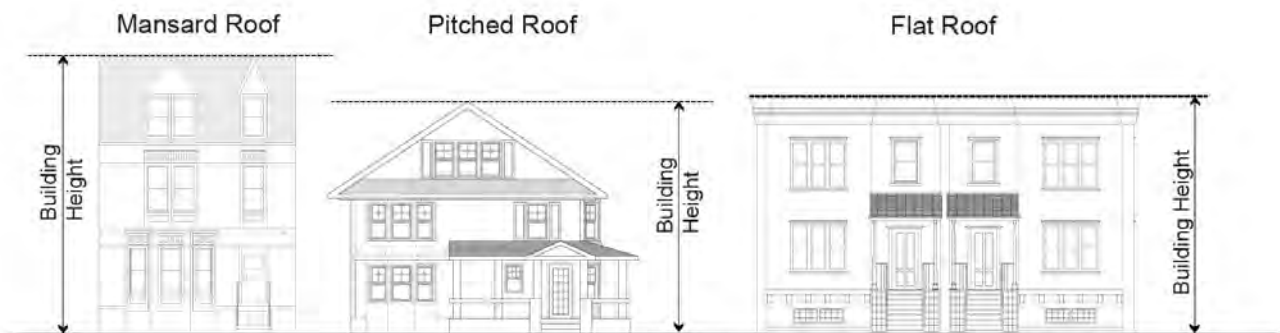 Mansard Roof
Pitched Roof
Flat Roof
Building
Height
Building
Height
Building Height